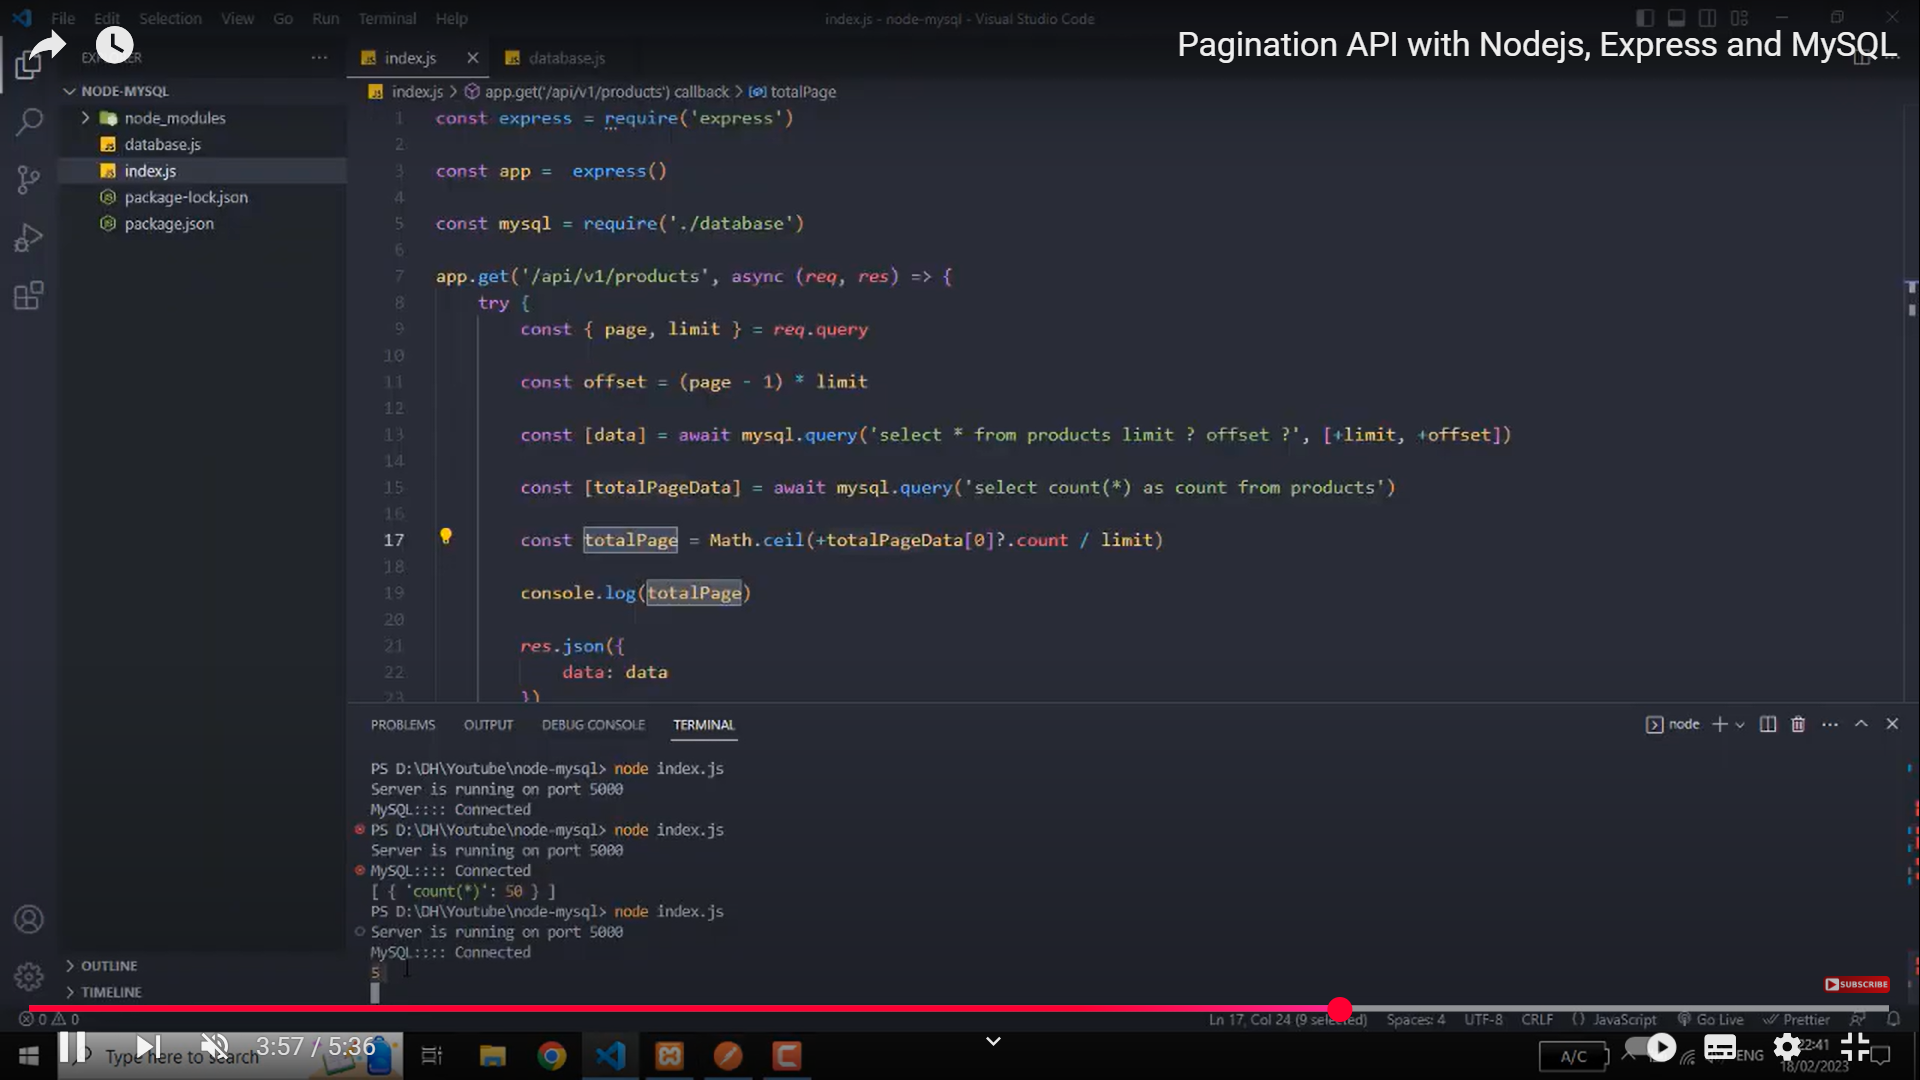 File Edit Selection View Go Run Terminal Help
index.js - node-mysql - Visual Studio Code
Pagination API with Nodejs, Express and MySQL
index.js
database.js
NODE-MYSQL
node_modules
database.js
index.js
package-lock.json
package.json
index.js > app.get('/api/v1/products') callback > totalPage
1 const express = require('express')
2
3 const app = express()
4
5 const mysql = require('./database')
6
7 app.get('/api/v1/products', async (req, res) => {
8 try {
9 const { page, limit } = req.query
10
11 const offset = (page - 1) * limit
12
13 const [data] = await mysql.query('select * from products limit ? offset ?', [+limit, +offset])
14
15 const [totalPageData] = await mysql.query('select count(*) as count from products')
16
17 const totalPage = Math.ceil(+totalPageData[0]?.count / limit)
18
19 console.log(totalPage)
20
21 res.json({
22 data: data
23 })
PROBLEMS OUTPUT DEBUG CONSOLE TERMINAL
node
PS D:\DH\Youtube\node-mysql> node index.js
Server is running on port 5000
MySQL:::: Connected
PS D:\DH\Youtube\node-mysql> node index.js
Server is running on port 5000
MySQL:::: Connected
[ { 'count(*)': 50 } ]
PS D:\DH\Youtube\node-mysql> node index.js
Server is running on port 5000
MySQL:::: Connected
5
OUTLINE
TIMELINE
SUBSCRIBE
0 0
Ln 17, Col 24 (9 selected) Spaces: 4 UTF-8 CRLF {} JavaScript Go Live Prettier
3:57 / 5:36
Type here to search
A/C
ENG
22:41
18/02/2023